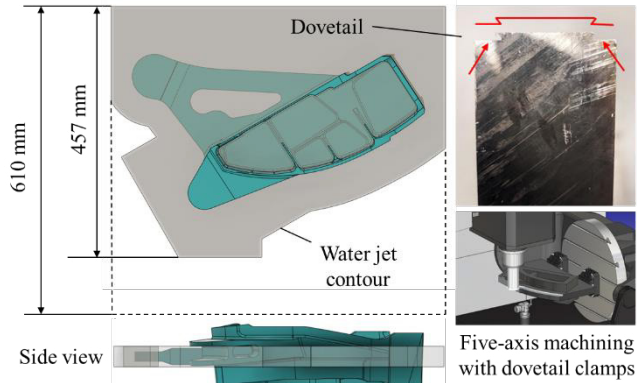 Dovetail
610 mm
457 mm
Water jet
contour
Side view
Five-axis machining
with dovetail clamps